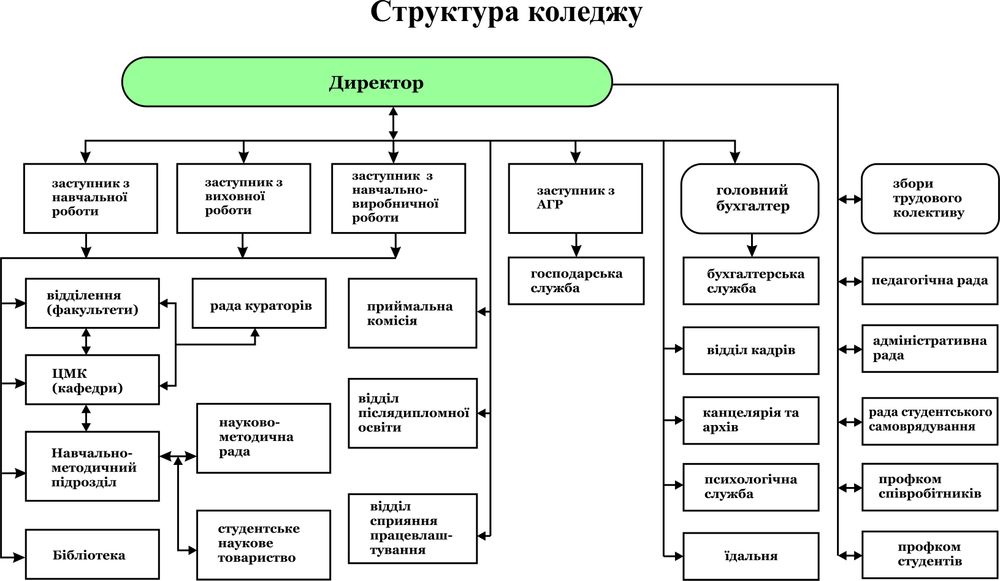 Структура коледжу
Директор
заступник з
навчальної
роботи
заступник з
виховної
роботи
заступник з
навчально-
виробничої
роботи
заступник з
АГР
головний
бухгалтер
збори
трудового
колективу
відділення
(факультети)
рада кураторів
приймальна
комісія
господарська
служба
бухгалтерська
служба
педагогічна рада
ЦМК
(кафедри)
відділ кадрів
адміністративна
рада
науково-
методична
рада
відділ
післядипломної
освіти
канцелярія та
архів
рада студентського
самоврядування
Навчально-
методичний
підрозділ
психологічна
служба
профком
співробітників
Бібліотека
студентське
наукове
товариство
відділ
сприяння
працевлаш-
тування
їдальня
профком
студентів